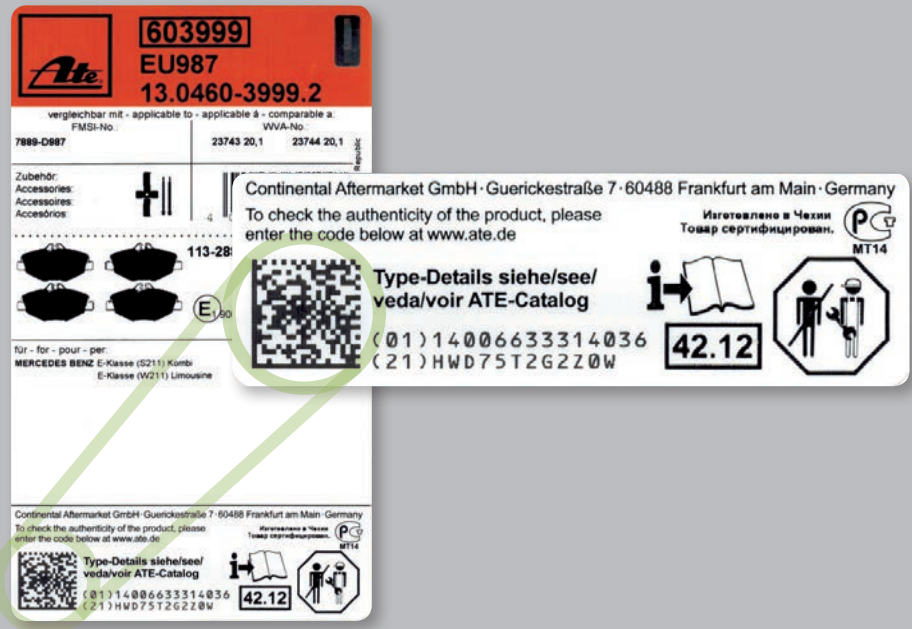 Ate
603999
EU987
13.0460-3999.2
vergleichbar mit - applicable to - applicable á - comparable a:
FMSI-No.:
WVA-No.:
7889-D987
23743 20,1
23744 20,1
Republic
Zubehör:
Accessories:
Accessoires:
Accesórios:
4
113-28
E1
90
für - for - pour - per:
MERCEDES BENZ E-Klasse (S211) Kombi
E-Klasse (W211) Limousine
Continental Aftermarket GmbH·Guerickestraße 7·60488 Frankfurt am Main·Germany
To check the authenticity of the product, please
enter the code below at www.ate.de
Изготовлено в Чехии
Товар сертифицирован.
MT14
Type-Details siehe/see/
veda/voir ATE-Catalog
(01)14006633314036
(21)HWD75T2G2Z0W
42.12
Continental Aftermarket GmbH·Guerickestraße 7·60488 Frankfurt am Main·Germany
To check the authenticity of the product, please
enter the code below at www.ate.de
Изготовлено в Чехии
Товар сертифицирован.
MT14
Type-Details siehe/see/
veda/voir ATE-Catalog
(01)14006633314036
(21)HWD75T2G2Z0W
42.12